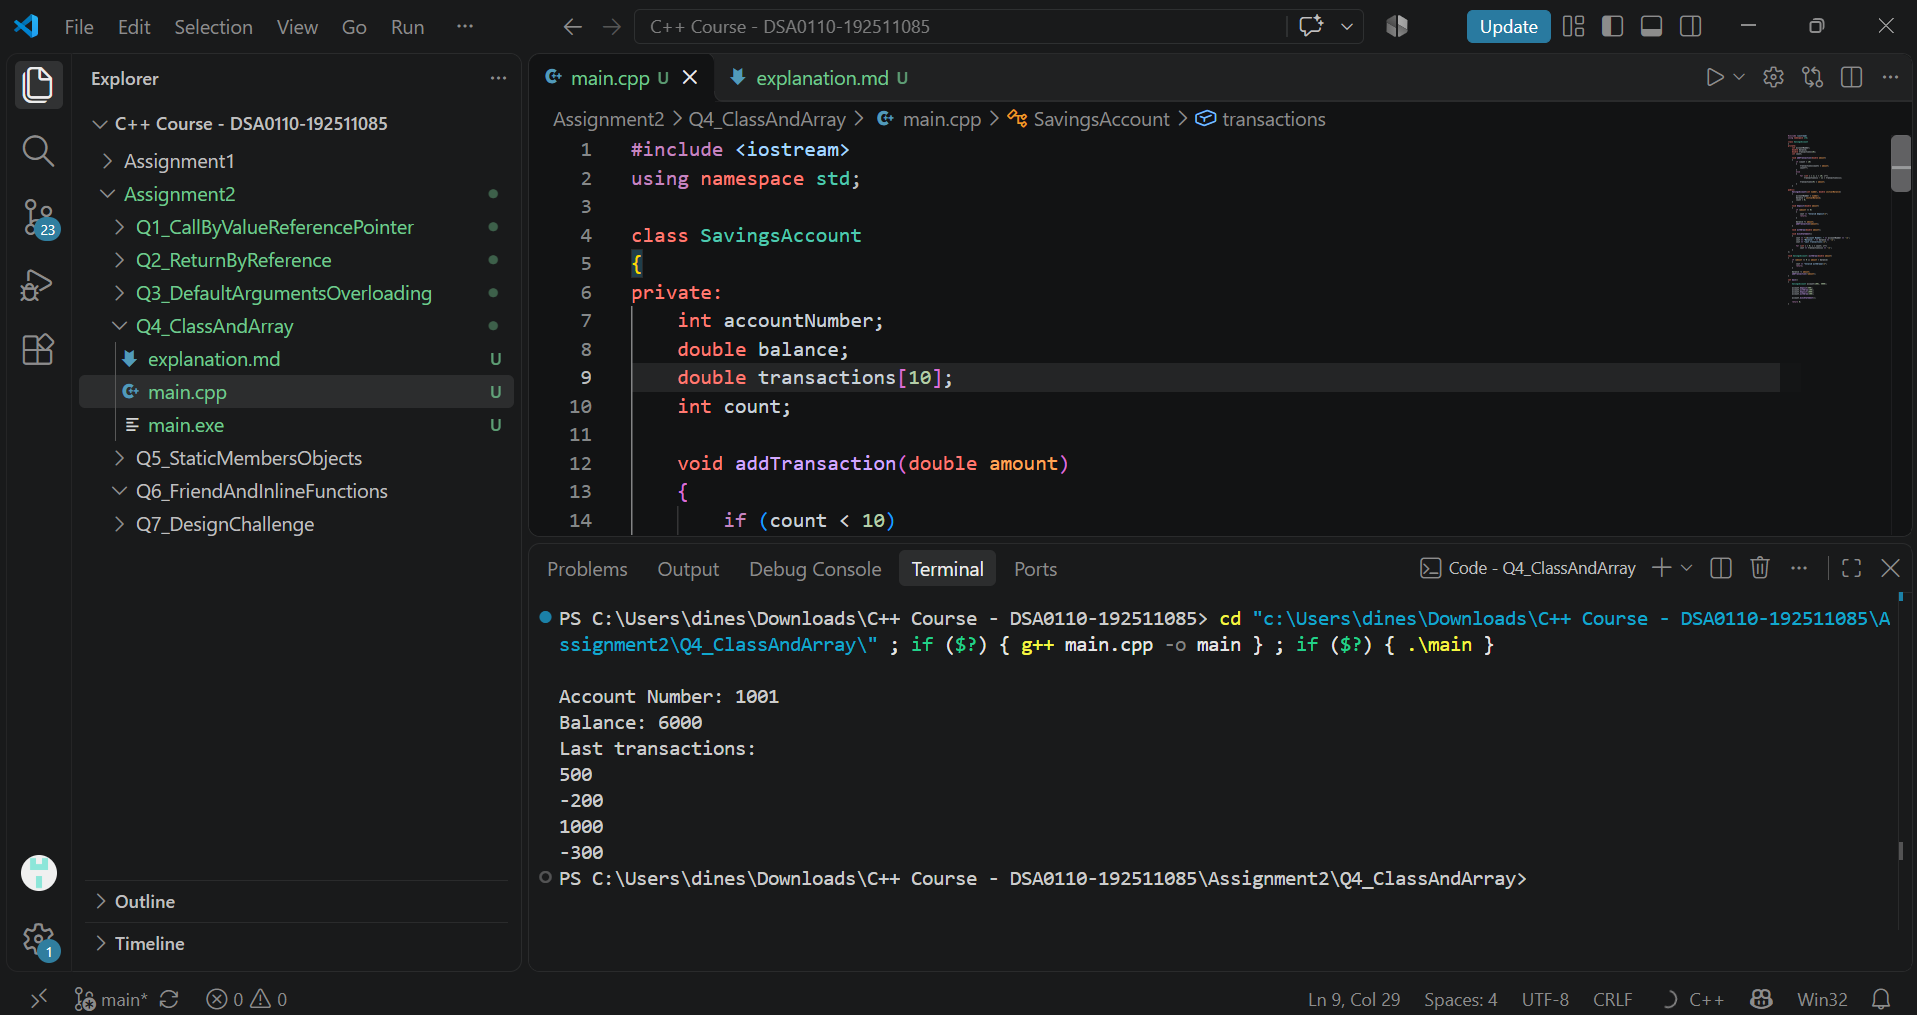 File Edit Selection View Go Run ···
C++ Course - DSA0110-192511085
Update
Explorer
C++ Course - DSA0110-192511085
Assignment1
Assignment2
Q1_CallByValueReferencePointer
Q2_ReturnByReference
Q3_DefaultArgumentsOverloading
Q4_ClassAndArray
explanation.md U
main.cpp U
main.exe U
Q5_StaticMembersObjects
Q6_FriendAndInlineFunctions
Q7_DesignChallenge
Outline
Timeline
23
1
main.cpp U
explanation.md U
Assignment2 > Q4_ClassAndArray > main.cpp > SavingsAccount > transactions
1 #include <iostream>
2 using namespace std;
3
4 class SavingsAccount
5 {
6 private:
7 int accountNumber;
8 double balance;
9 double transactions[10];
10 int count;
11
12 void addTransaction(double amount)
13 {
14 if (count < 10)
Problems Output Debug Console Terminal Ports
Code - Q4_ClassAndArray
PS C:\Users\dines\Downloads\C++ Course - DSA0110-192511085> cd "c:\Users\dines\Downloads\C++ Course - DSA0110-192511085\A
ssignment2\Q4_ClassAndArray\" ; if ($?) { g++ main.cpp -o main } ; if ($?) { .\main }
Account Number: 1001
Balance: 6000
Last transactions:
500
-200
1000
-300
PS C:\Users\dines\Downloads\C++ Course - DSA0110-192511085\Assignment2\Q4_ClassAndArray>
main* 0 0
Ln 9, Col 29 Spaces: 4 UTF-8 CRLF C++ Win32